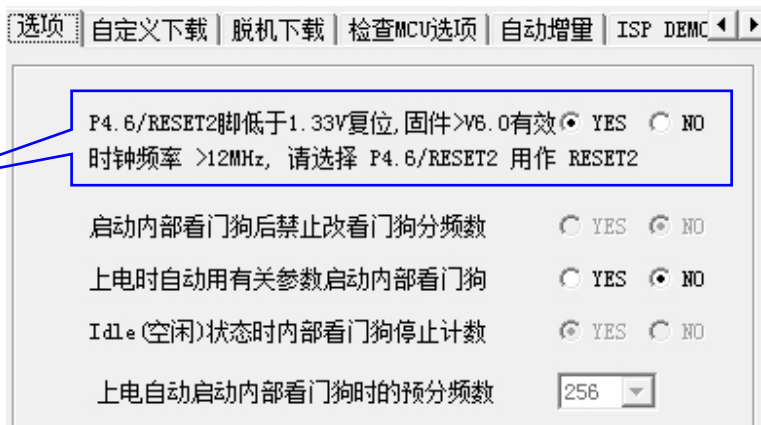 选项 自定义下载 脱机下载 检查MCU选项 自动增量 ISP DEMO
P4.6/RESET2脚低于1.33V复位,固件>V6.0有效 YES NO
时钟频率 >12MHz, 请选择 P4.6/RESET2 用作 RESET2
启动内部看门狗后禁止改看门狗分频数 YES NO
上电时自动用有关参数启动内部看门狗 YES NO
Idle(空闲)状态时内部看门狗停止计数 YES NO
上电自动启动内部看门狗时的预分频数 256